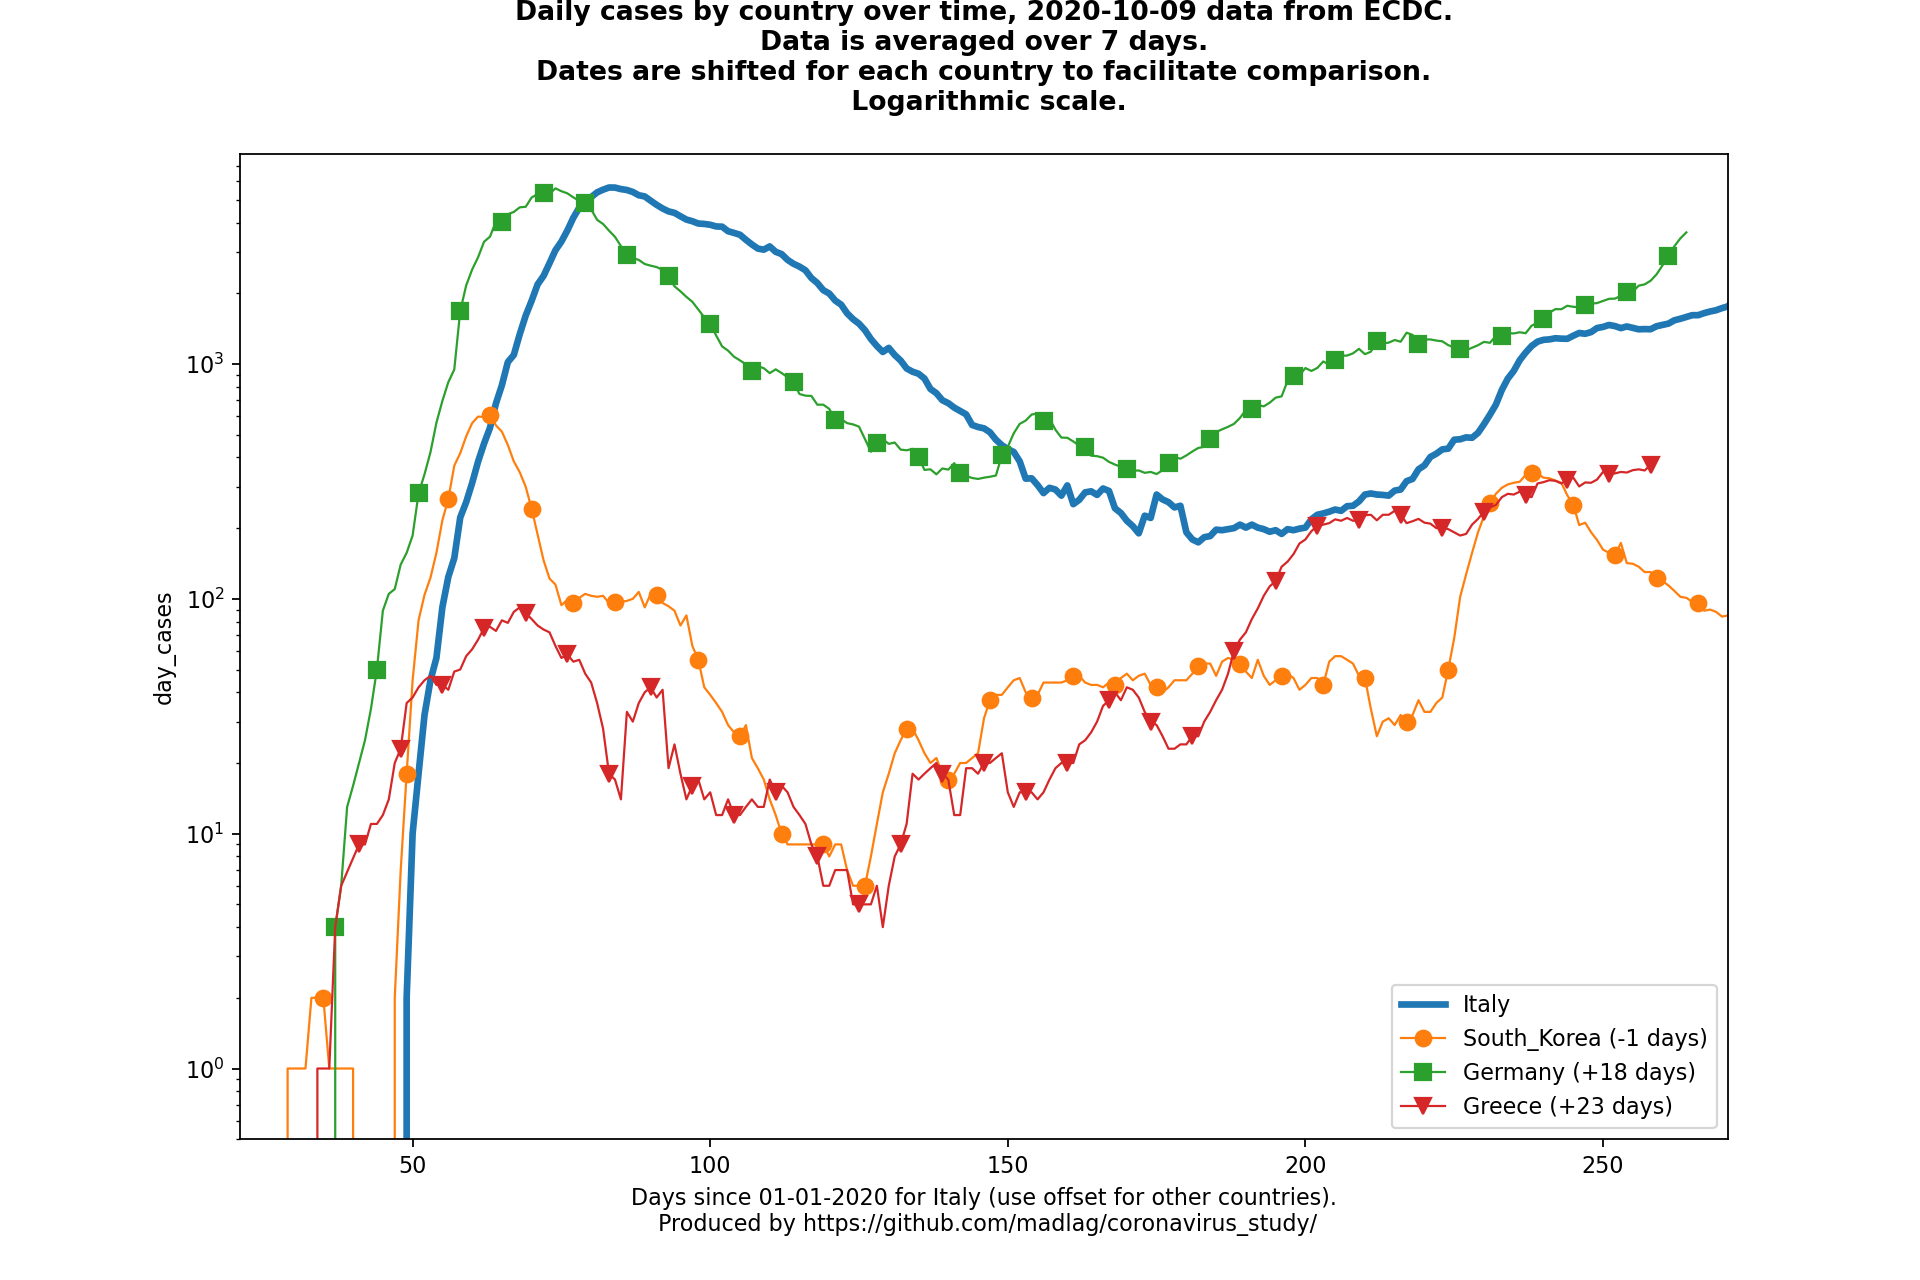 Daily cases by country over time, 2020-10-09 data from ECDC.
Data is averaged over 7 days.
Dates are shifted for each country to facilitate comparison.
Logarithmic scale.
day_cases
10³
10²
10¹
10⁰
50
100
150
200
250
Italy
South_Korea (-1 days)
Germany (+18 days)
Greece (+23 days)
Days since 01-01-2020 for Italy (use offset for other countries).
Produced by https://github.com/madlag/coronavirus_study/